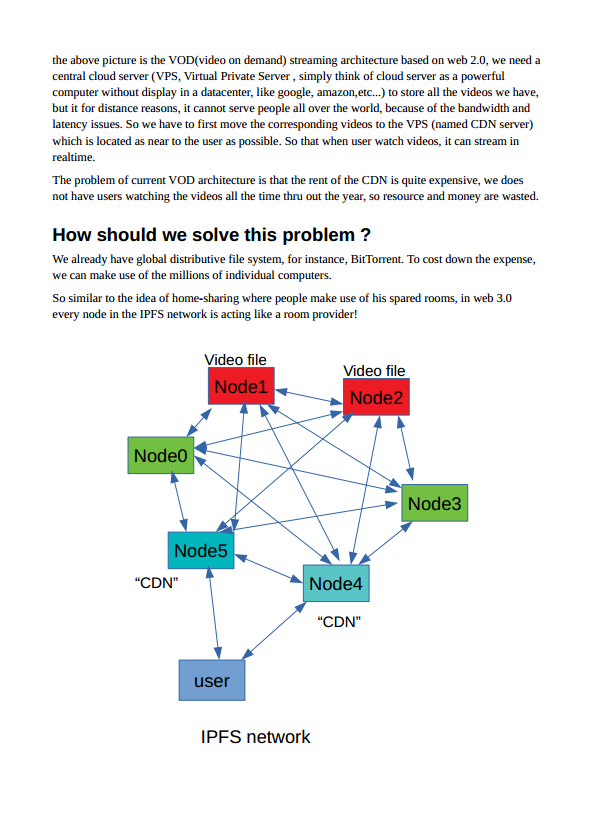 the above picture is the VOD(video on demand) streaming architecture based on web 2.0, we need a
central cloud server (VPS, Virtual Private Server , simply think of cloud server as a powerful
computer without display in a datacenter, like google, amazon,etc...) to store all the videos we have,
but it for distance reasons, it cannot serve people all over the world, because of the bandwidth and
latency issues. So we have to first move the corresponding videos to the VPS (named CDN server)
which is located as near to the user as possible. So that when user watch videos, it can stream in
realtime.
The problem of current VOD architecture is that the rent of the CDN is quite expensive, we does
not have users watching the videos all the time thru out the year, so resource and money are wasted.
How should we solve this problem ?
We already have global distributive file system, for instance, BitTorrent. To cost down the expense,
we can make use of the millions of individual computers.
So similar to the idea of home-sharing where people make use of his spared rooms, in web 3.0
every node in the IPFS network is acting like a room provider!
Video file
Node1
Video file
Node2
Node0
Node3
Node5
Node4
“CDN”
“CDN”
user
IPFS network